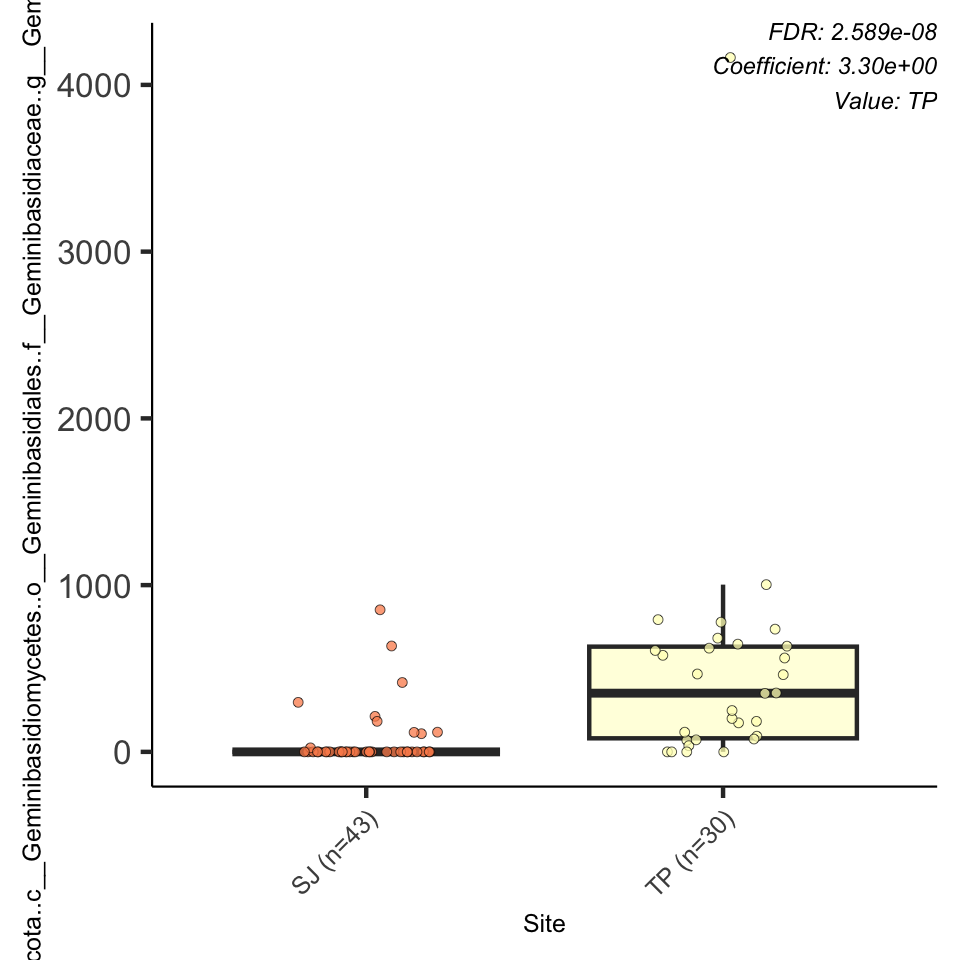 FDR: 2.589e-08
Coefficient: 3.30e+00
Value: TP
4000
3000
2000
1000
0
cota..c__Geminibasidiomycetes..o__Geminibasidiales..f__Geminibasidiaceae..g__Gem
SJ (n=43)
TP (n=30)
Site